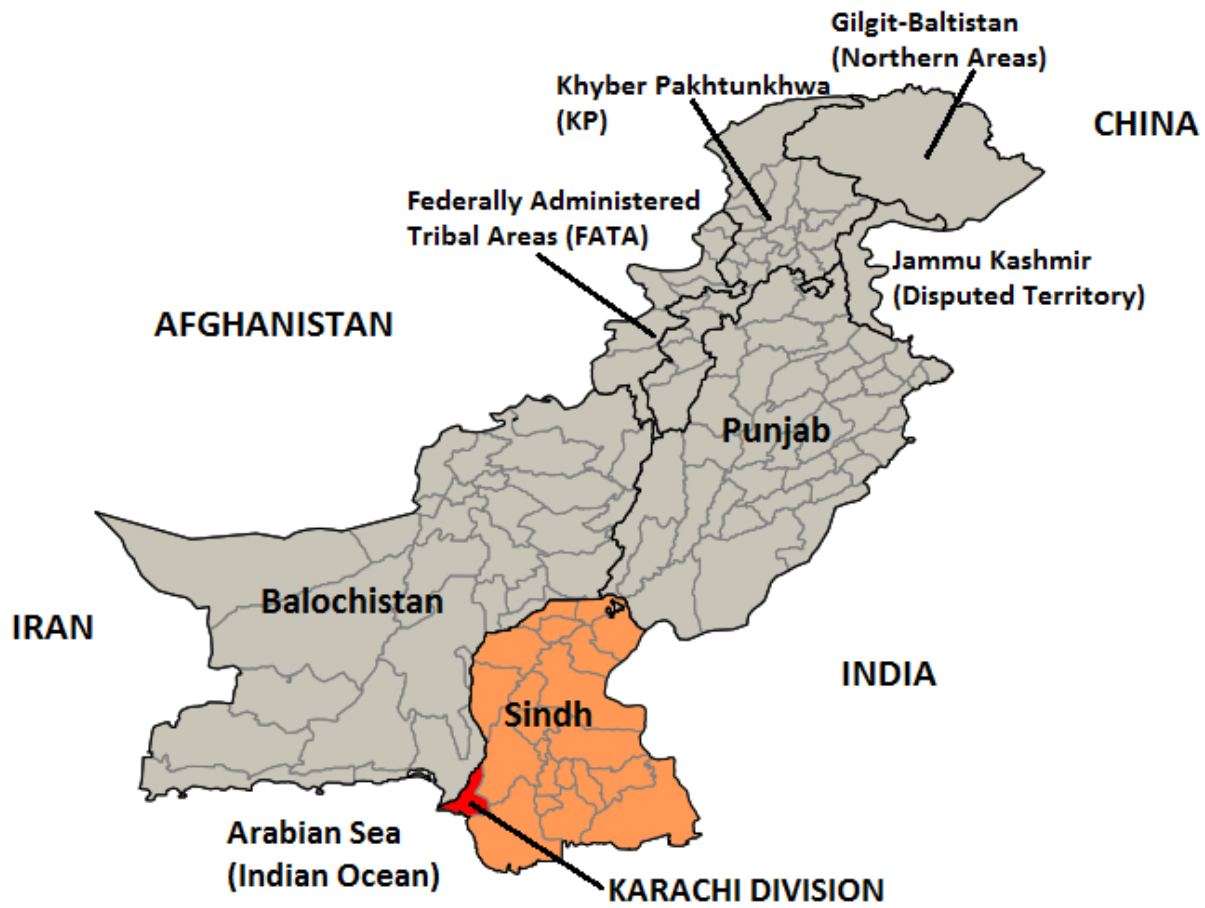 Gilgit-Baltistan
(Northern Areas)
Khyber Pakhtunkhwa
(KP)
CHINA
Federally Administered
Tribal Areas (FATA)
Jammu Kashmir
(Disputed Territory)
AFGHANISTAN
Punjab
Balochistan
IRAN
INDIA
Sindh
Arabian Sea
(Indian Ocean)
KARACHI DIVISION